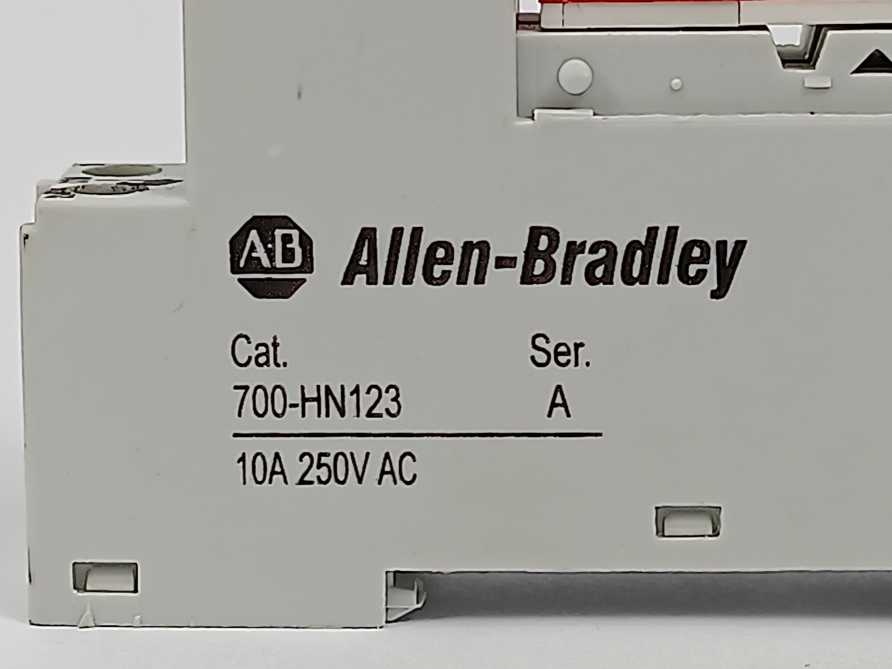 AB Allen-Bradley
Cat. Ser.
700-HN123 A
10A 250V AC